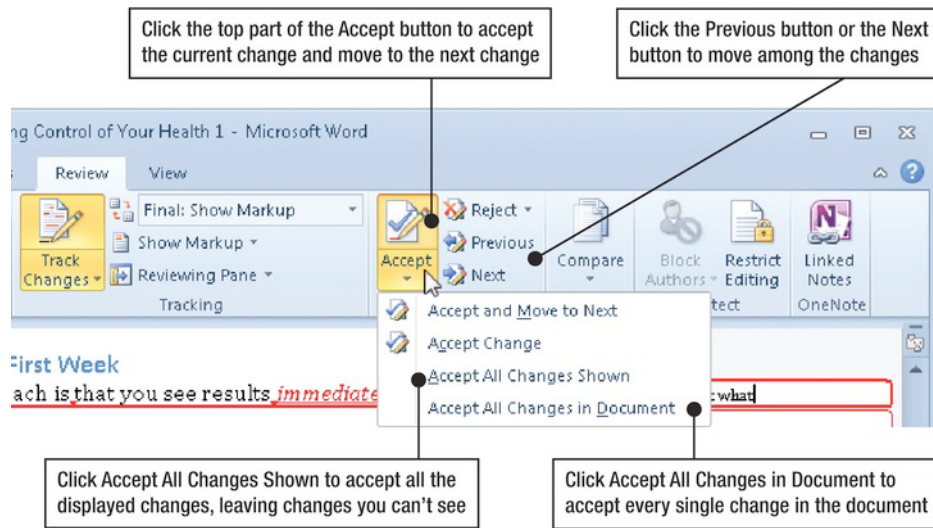 Click the top part of the Accept button to accept
the current change and move to the next change
Click the Previous button or the Next
button to move among the changes
ng Control of Your Health 1 - Microsoft Word
Review View
Final: Show Markup
Show Markup
Reviewing Pane
Track
Changes
Tracking
Accept
Reject
Previous
Next
Compare
Block
Authors
Restrict
Editing
tect
Linked
Notes
OneNote
Accept and Move to Next
Accept Change
Accept All Changes Shown
Accept All Changes in Document
First Week
ach is that you see results immediate
what
Click Accept All Changes Shown to accept all the
displayed changes, leaving changes you can't see
Click Accept All Changes in Document to
accept every single change in the document